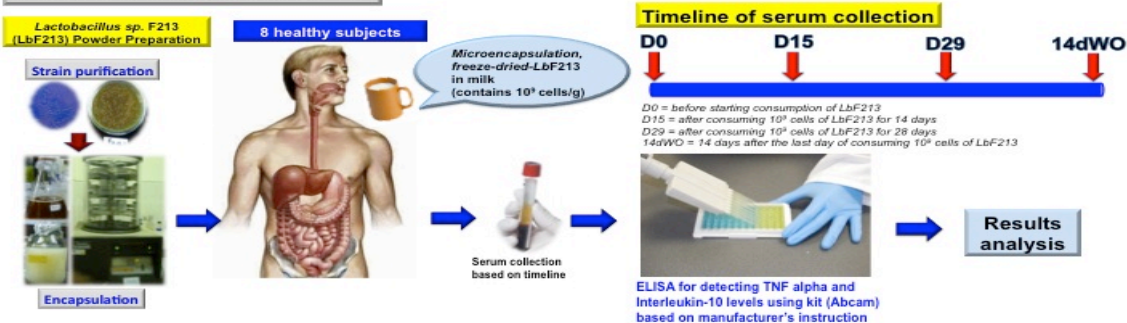 Lactobacillus sp. F213
(LbF213) Powder Preparation
Strain purification
Encapsulation
8 healthy subjects
Microencapsulation,
freeze-dried-LbF213
in milk
(contains 10⁹ cells/g)
Serum collection
based on timeline
Timeline of serum collection
D0 D15 D29 14dWO
D0 = before starting consumption of LbF213
D15 = after consuming 10⁹ cells of LbF213 for 14 days
D29 = after consuming 10⁹ cells of LbF213 for 28 days
14dWO = 14 days after the last day of consuming 10⁹ cells of LbF213
ELISA for detecting TNF alpha and
Interleukin-10 levels using kit (Abcam)
based on manufacturer's instruction
Results
analysis